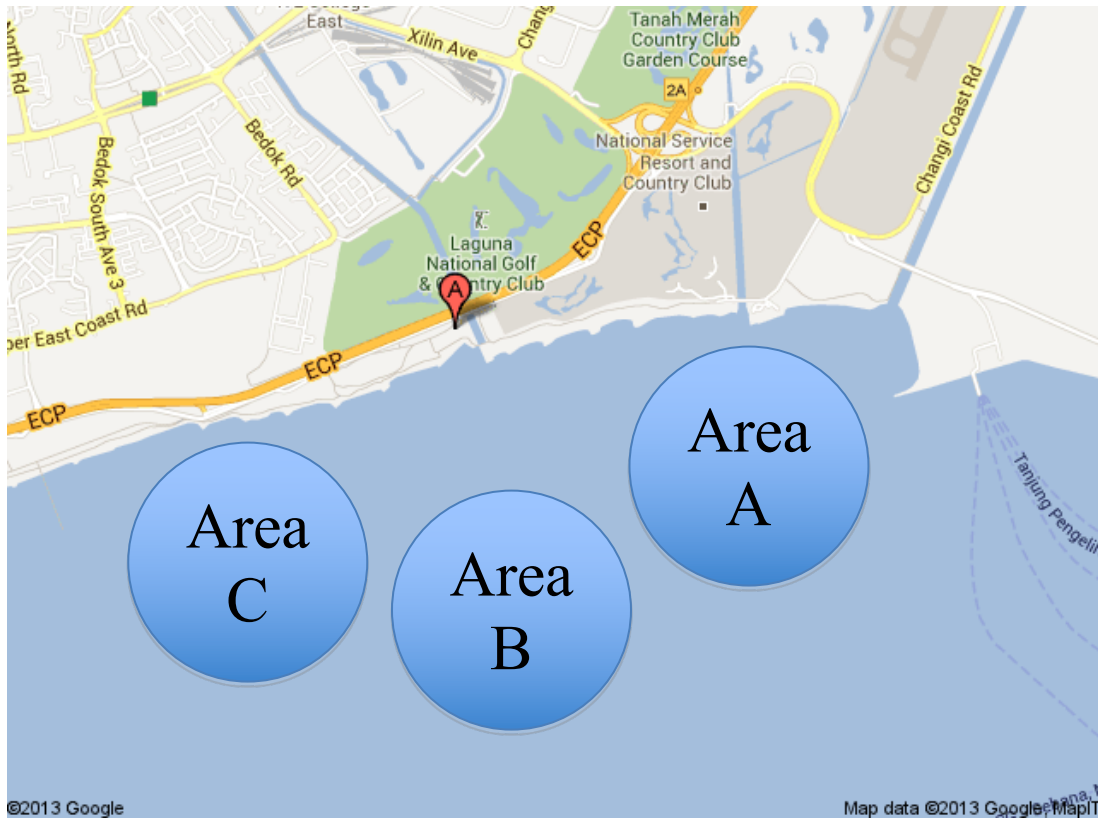 East
Xilin Ave
Tanah Merah
Country Club
Garden Course
2A
North Rd
Bedok Rd
Bedok South Ave 3
National Service
Resort and
Country Club
Changi Coast Rd
Laguna
National Golf
& Country Club
A
ECP
ECP
ECP
East Coast Rd
Area
A
Area
B
Area
C
Tanjung
©2013 Google
Map data ©2013 Google,